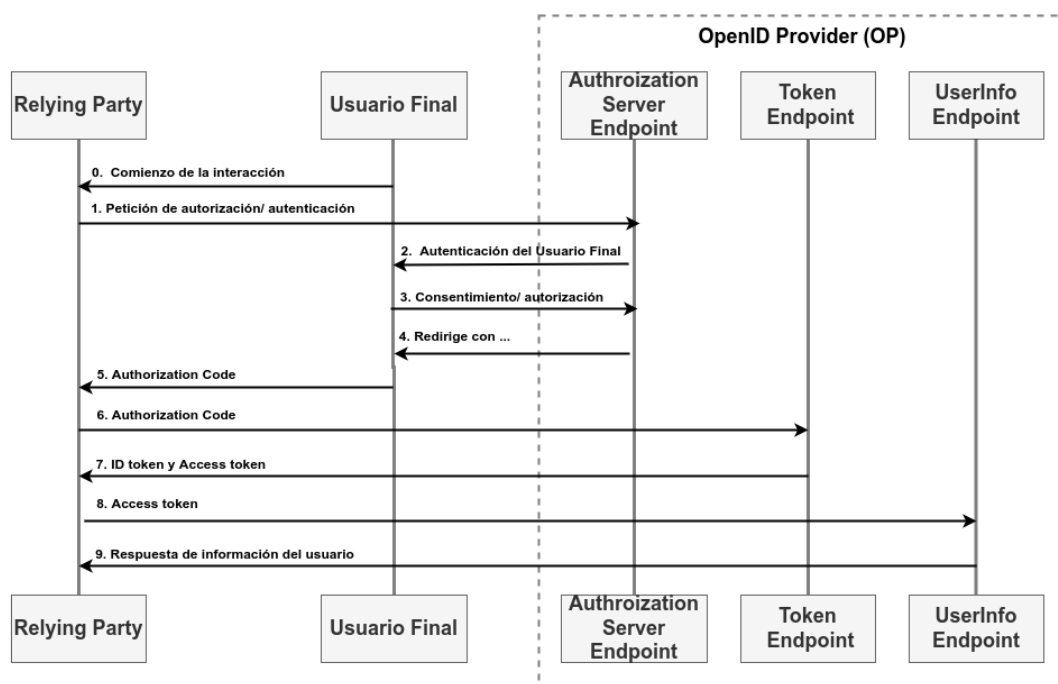 OpenID Provider (OP)
Relying Party
Usuario Final
Authroization
Server
Endpoint
Token
Endpoint
UserInfo
Endpoint
0. Comienzo de la interacción
1. Petición de autorización/ autenticación
2. Autenticación del Usuario Final
3. Consentimiento/ autorización
4. Redirige con ...
5. Authorization Code
6. Authorization Code
7. ID token y Access token
8. Access token
9. Respuesta de información del usuario
Relying Party
Usuario Final
Authroization
Server
Endpoint
Token
Endpoint
UserInfo
Endpoint